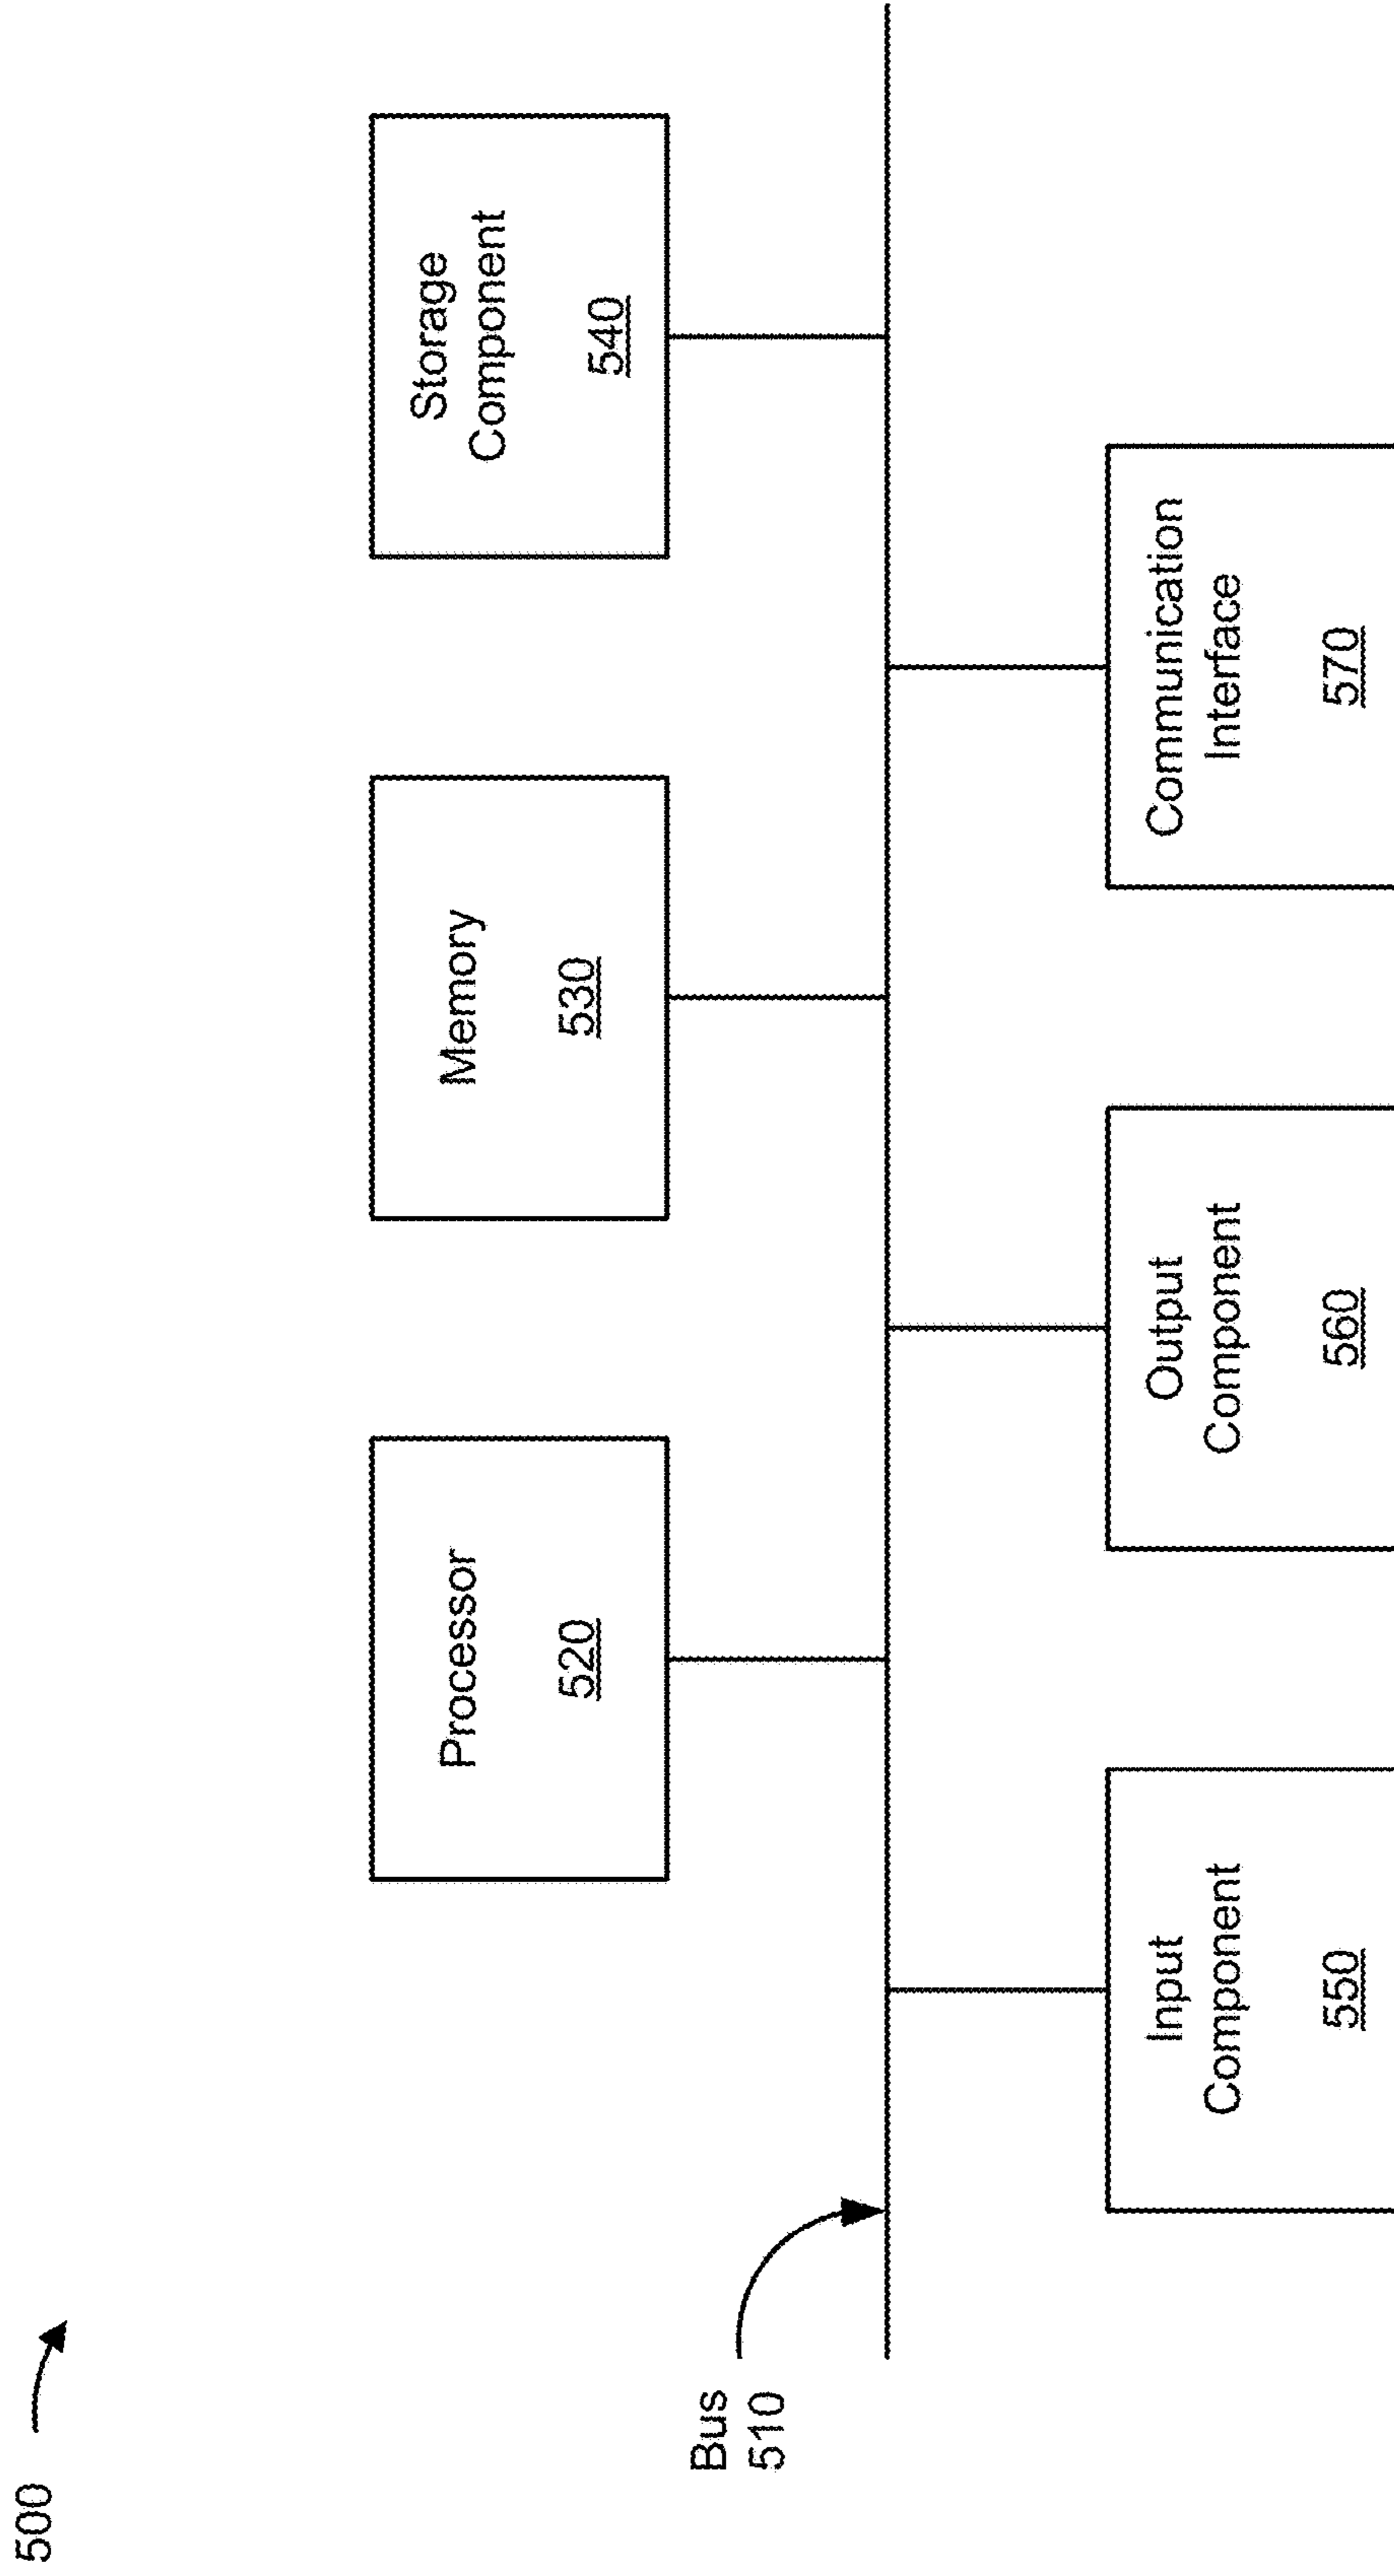 500
Processor
520
Memory
530
Storage
Component
540
Bus
510
Input
Component
550
Output
Component
560
Communication
Interface
570